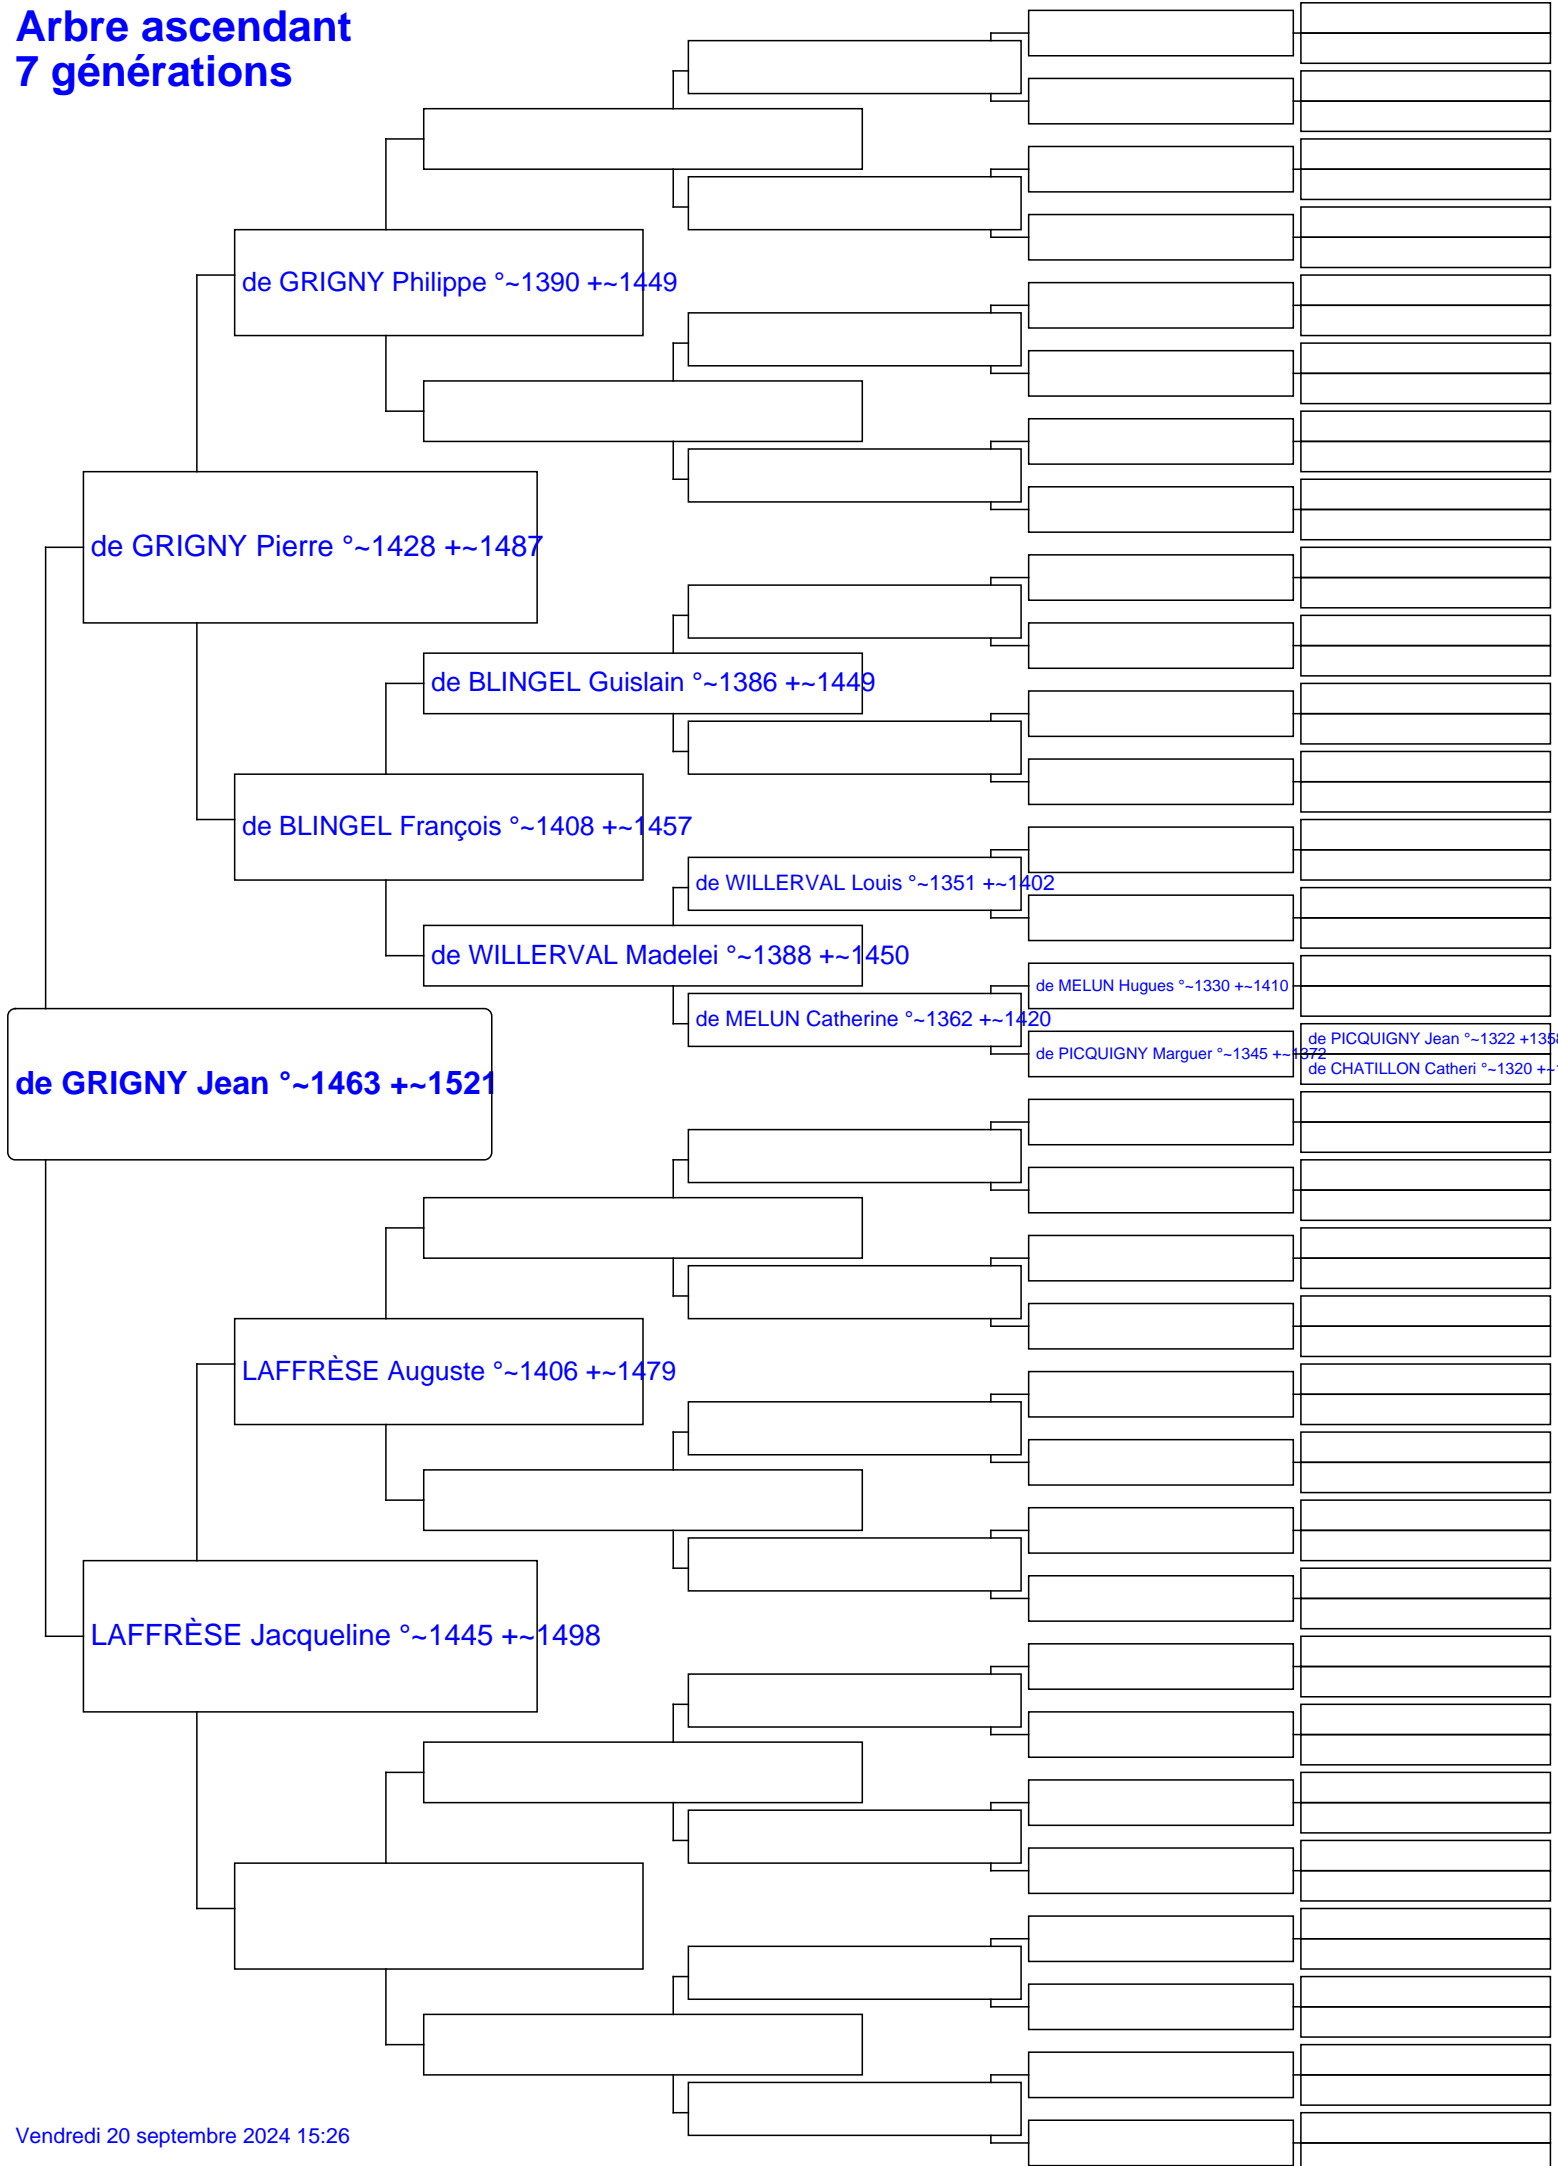 Arbre ascendant
7 générations
de GRIGNY Philippe °~1390 +~1449
de GRIGNY Pierre °~1428 +~1487
de BLINGEL Guislain °~1386 +~1449
de BLINGEL François °~1408 +~1457
de WILLERVAL Louis °~1351 +~1402
de WILLERVAL Madelei °~1388 +~1450
de MELUN Hugues °~1330 +~1410
de MELUN Catherine °~1362 +~1420
de PICQUIGNY Jean °~1322 +1358
de PICQUIGNY Marguer °~1345 +~1372
de CHATILLON Catheri °~1320 +~
de GRIGNY Jean °~1463 +~1521
LAFFRÈSE Auguste °~1406 +~1479
LAFFRÈSE Jacqueline °~1445 +~1498
Vendredi 20 septembre 2024 15:26